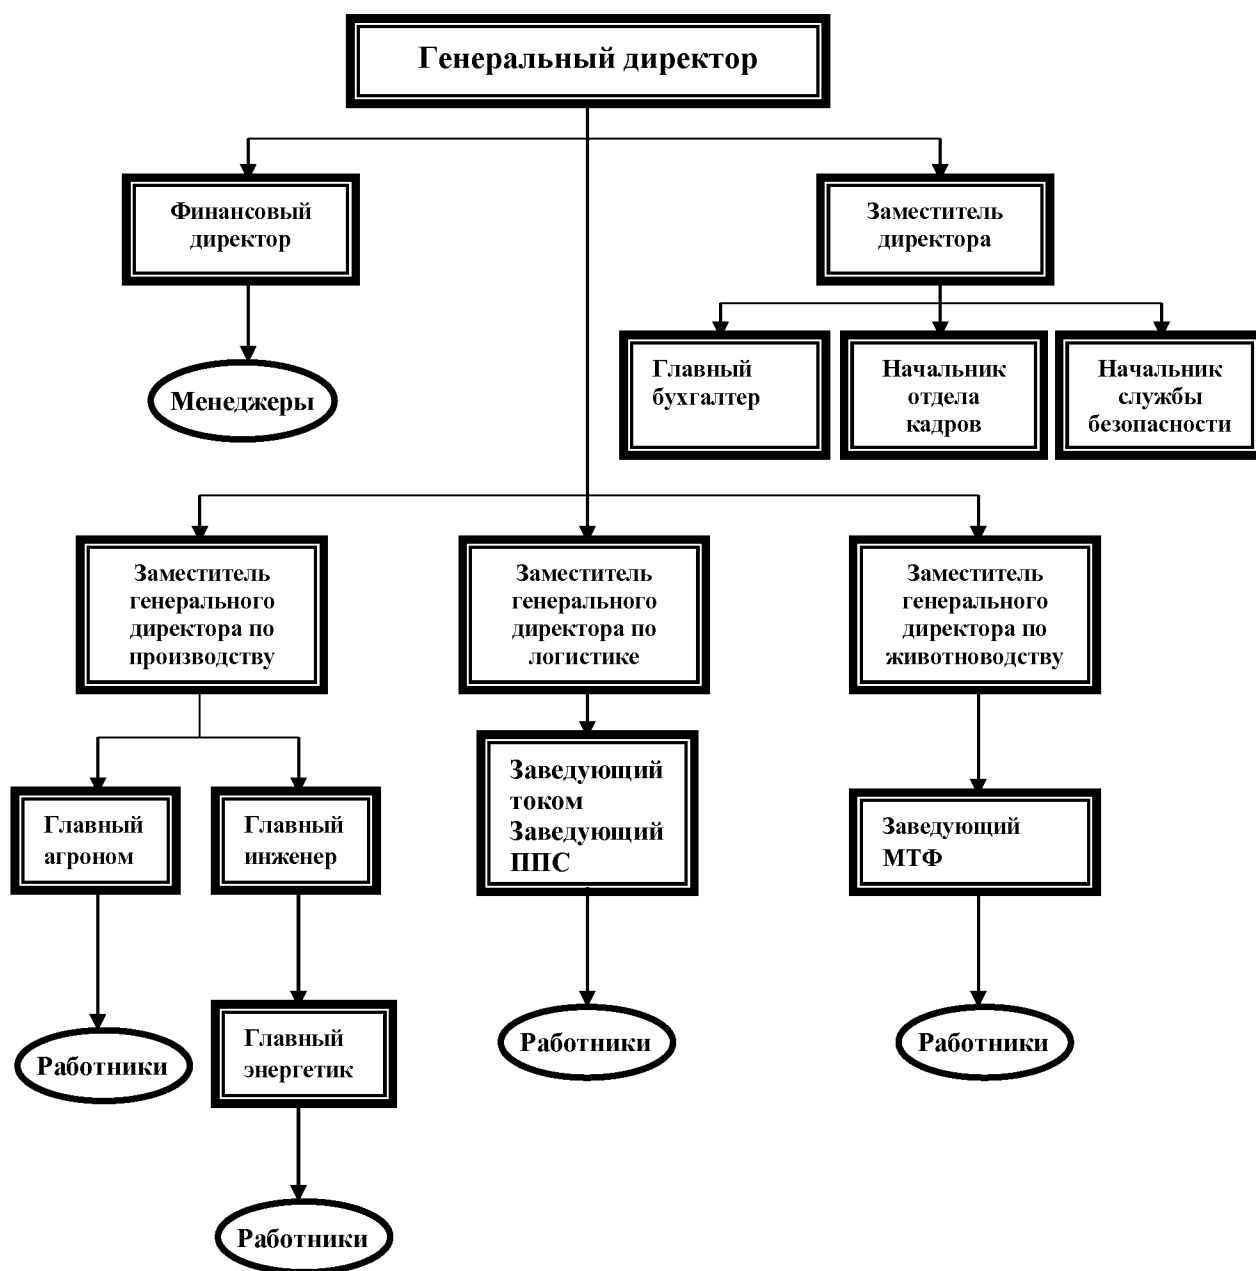 Генеральный директор
Финансовый
директор
Заместитель
директора
Менеджеры
Главный
бухгалтер
Начальник
отдела
кадров
Начальник
службы
безопасности
Заместитель
генерального
директора по
производству
Заместитель
генерального
директора по
логистике
Заместитель
генерального
директора по
животноводству
Главный
агроном
Главный
инженер
Заведующий
током
Заведующий
ППС
Заведующий
МТФ
Работники
Главный
энергетик
Работники
Работники
Работники